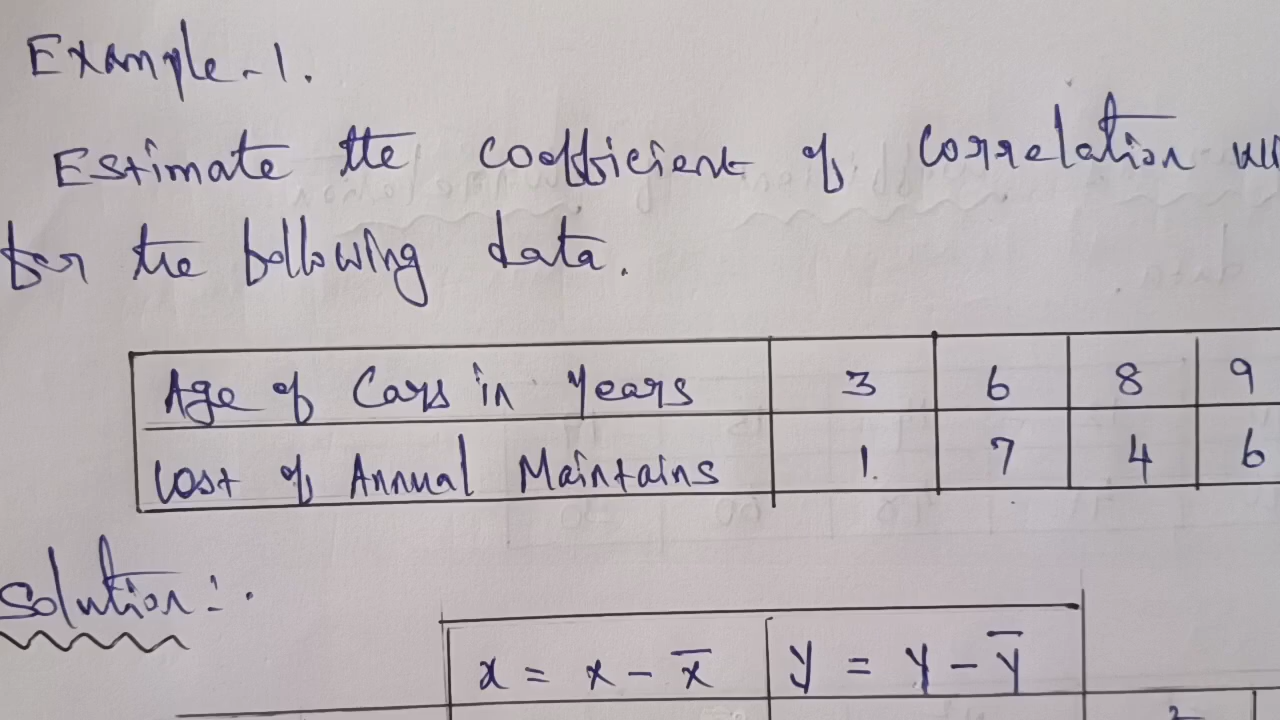 Example-1.
Estimate the coefficient of correlation
for the following data.
Age of Cars in years 3 6 8 9
Cost of Annual Maintains 1 7 4 6
Solution:-
x = x - x̅ y = y - y̅
2